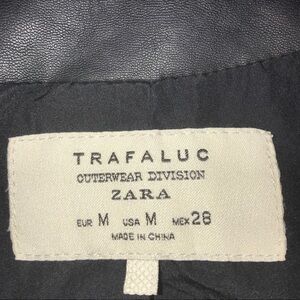 TRAFALUC
OUTERWEAR DIVISION
ZARA
EUR M USA M MEX 28
MADE IN CHINA